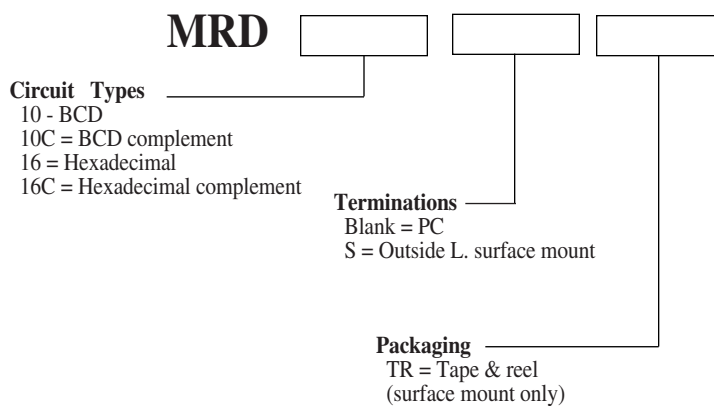 MRD
Circuit Types
10 - BCD
10C = BCD complement
16 = Hexadecimal
16C = Hexadecimal complement
Terminations
Blank = PC
S = Outside L. surface mount
Packaging
TR = Tape & reel
(surface mount only)